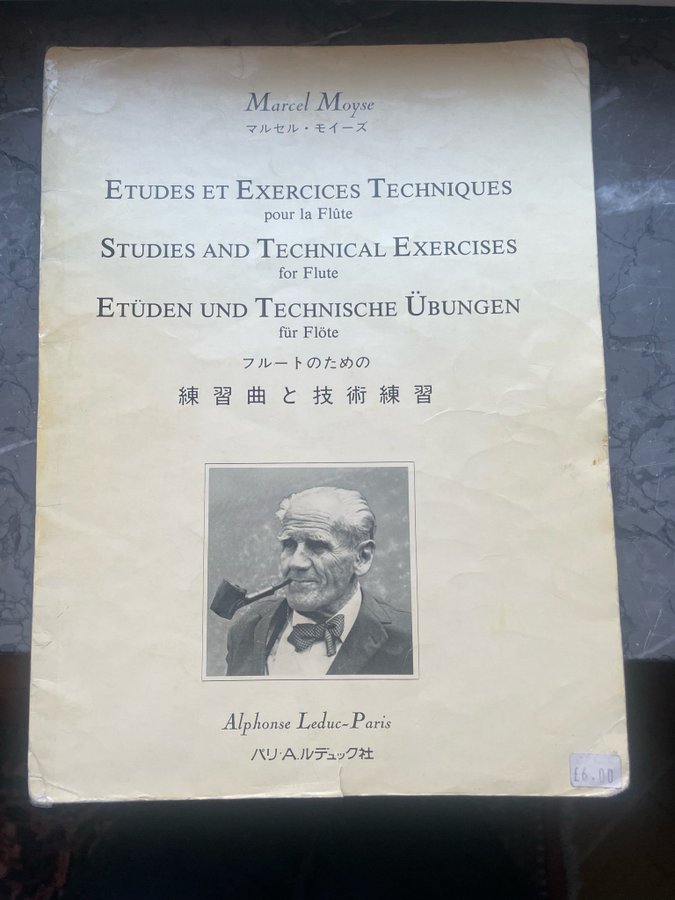 Marcel Moyse
マルセル・モイーズ
ETUDES ET EXERCICES TECHNIQUES
pour la Flûte
STUDIES AND TECHNICAL EXERCISES
for Flute
ETÜDEN UND TECHNISCHE ÜBUNGEN
für Flöte
フルートのための
練習曲と技術練習
Alphonse Leduc-Paris
パリ・A.ルデュック社
£6.00